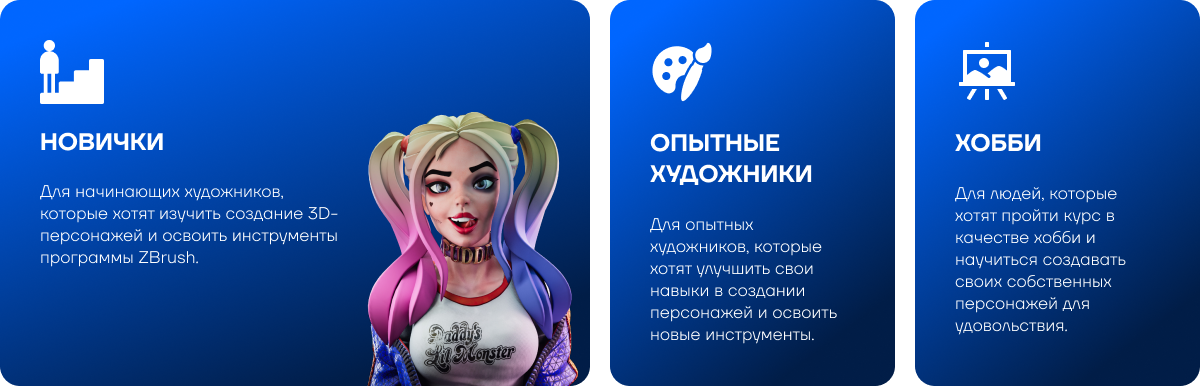 НОВИЧКИ
Для начинающих художников,
которые хотят изучить создание 3D-
персонажей и освоить инструменты
программы ZBrush.
Daddy's
Lil Monster
ОПЫТНЫЕ
ХУДОЖНИКИ
Для опытных
художников, которые
хотят улучшить свои
навыки в создании
персонажей и освоить
новые инструменты.
ХОББИ
Для людей, которые
хотят пройти курс в
качестве хобби и
научиться создавать
своих собственных
персонажей для
удовольствия.